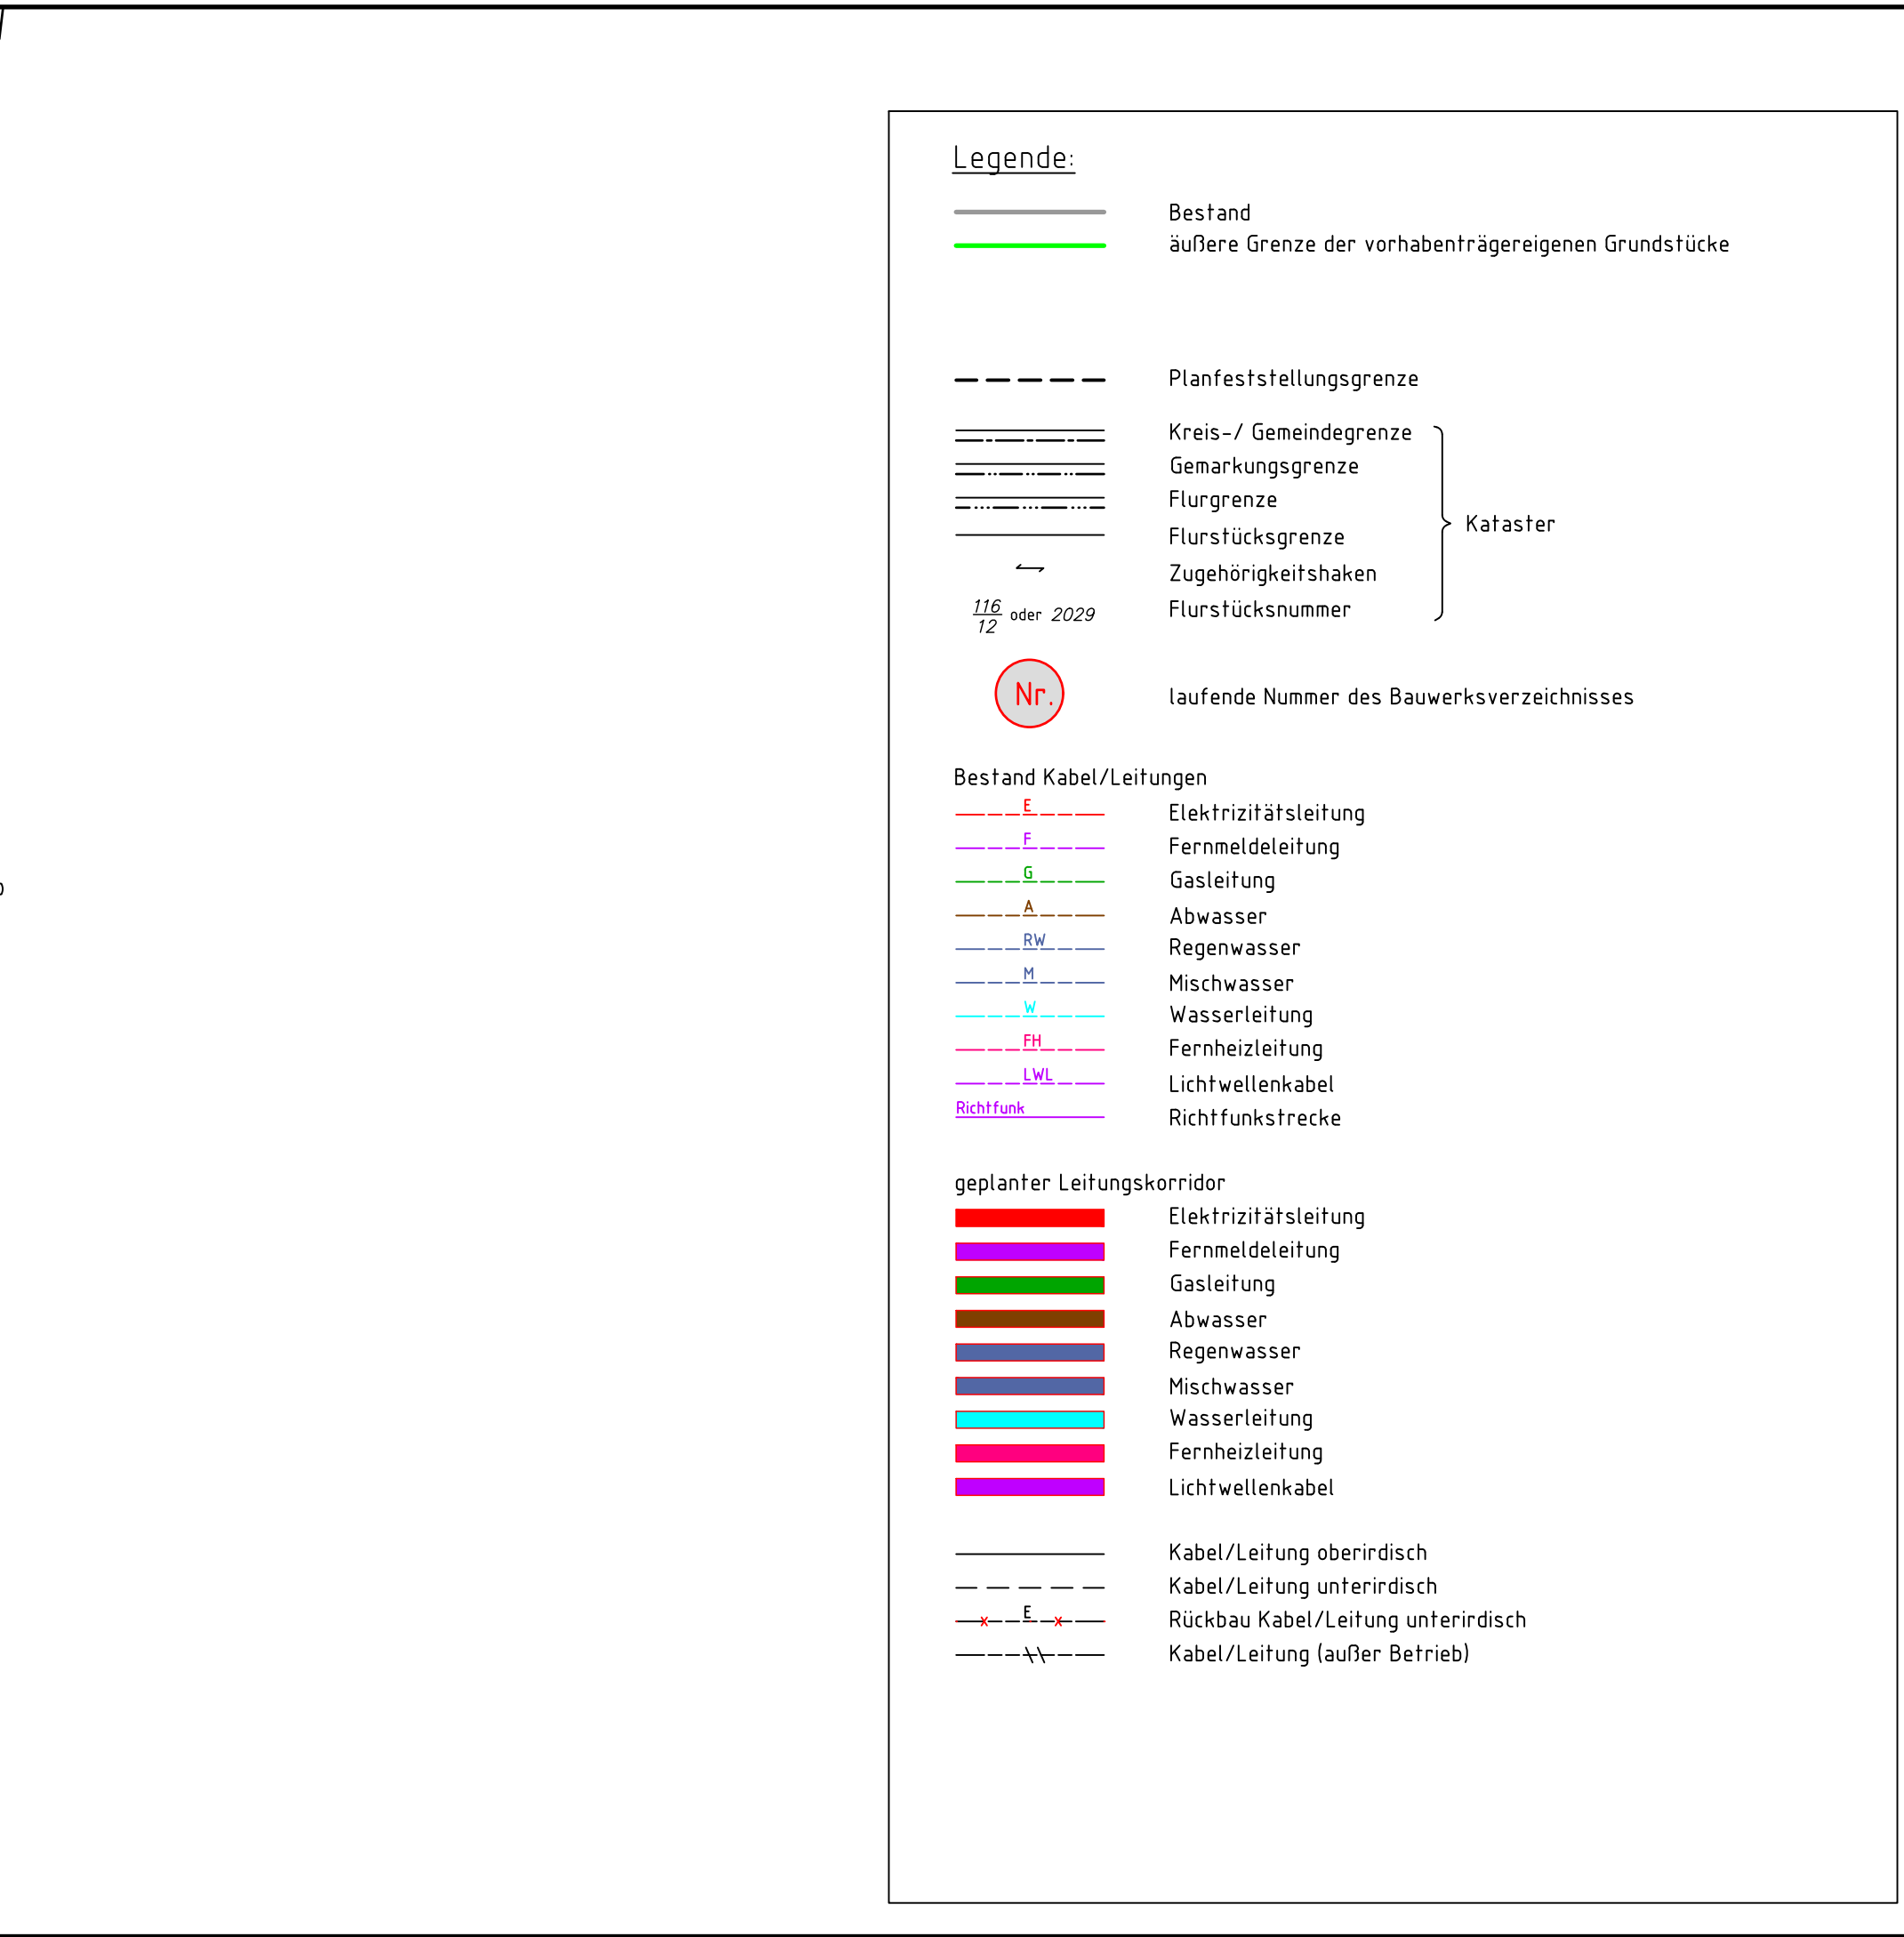 Legende:
Bestand
äußere Grenze der vorhabenträgereigenen Grundstücke
Planfeststellungsgrenze
Kreis-/ Gemeindegrenze
Gemarkungsgrenze
Flurgrenze
Kataster
Flurstücksgrenze
Zugehörigkeitshaken
116/12 oder 2029 Flurstücksnummer
Nr. laufende Nummer des Bauwerksverzeichnisses
Bestand Kabel/Leitungen
E Elektrizitätsleitung
F Fernmeldeleitung
G Gasleitung
A Abwasser
RW Regenwasser
M Mischwasser
W Wasserleitung
FH Fernheizleitung
LWL Lichtwellenkabel
Richtfunk Richtfunkstrecke
geplanter Leitungskorridor
Elektrizitätsleitung
Fernmeldeleitung
Gasleitung
Abwasser
Regenwasser
Mischwasser
Wasserleitung
Fernheizleitung
Lichtwellenkabel
Kabel/Leitung oberirdisch
Kabel/Leitung unterirdisch
E Rückbau Kabel/Leitung unterirdisch
Kabel/Leitung (außer Betrieb)